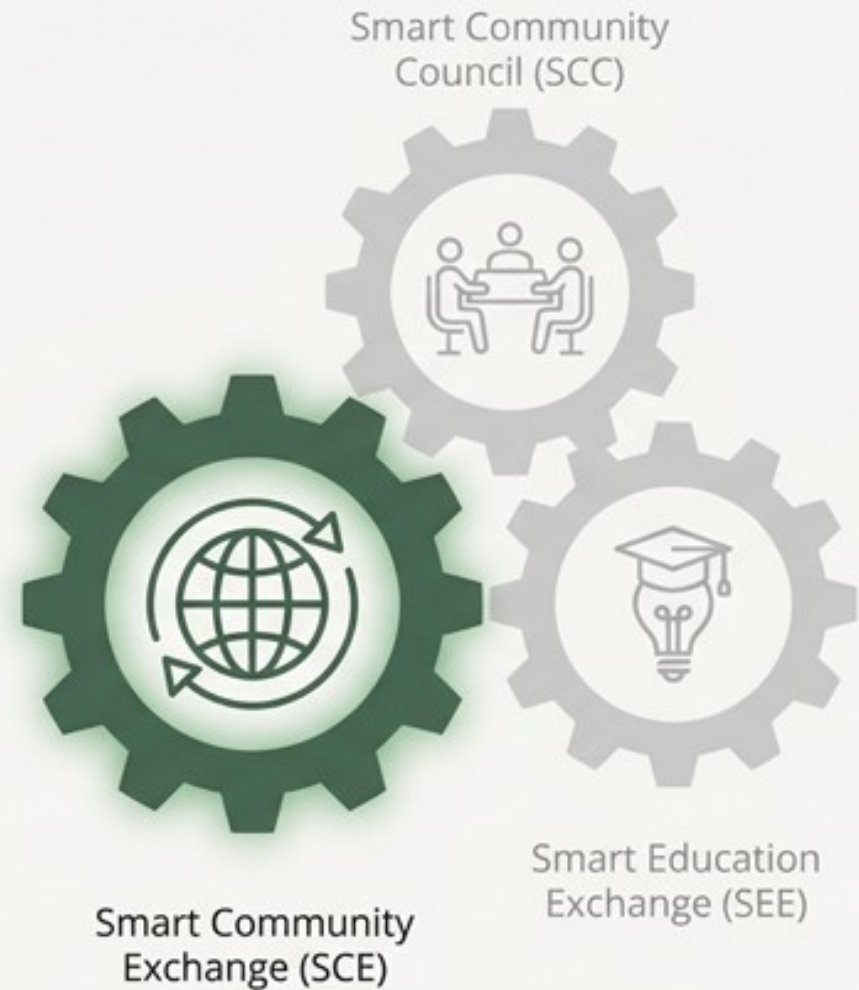 Smart Community
Council (SCC)
Smart Education
Exchange (SEE)
Smart Community
Exchange (SCE)